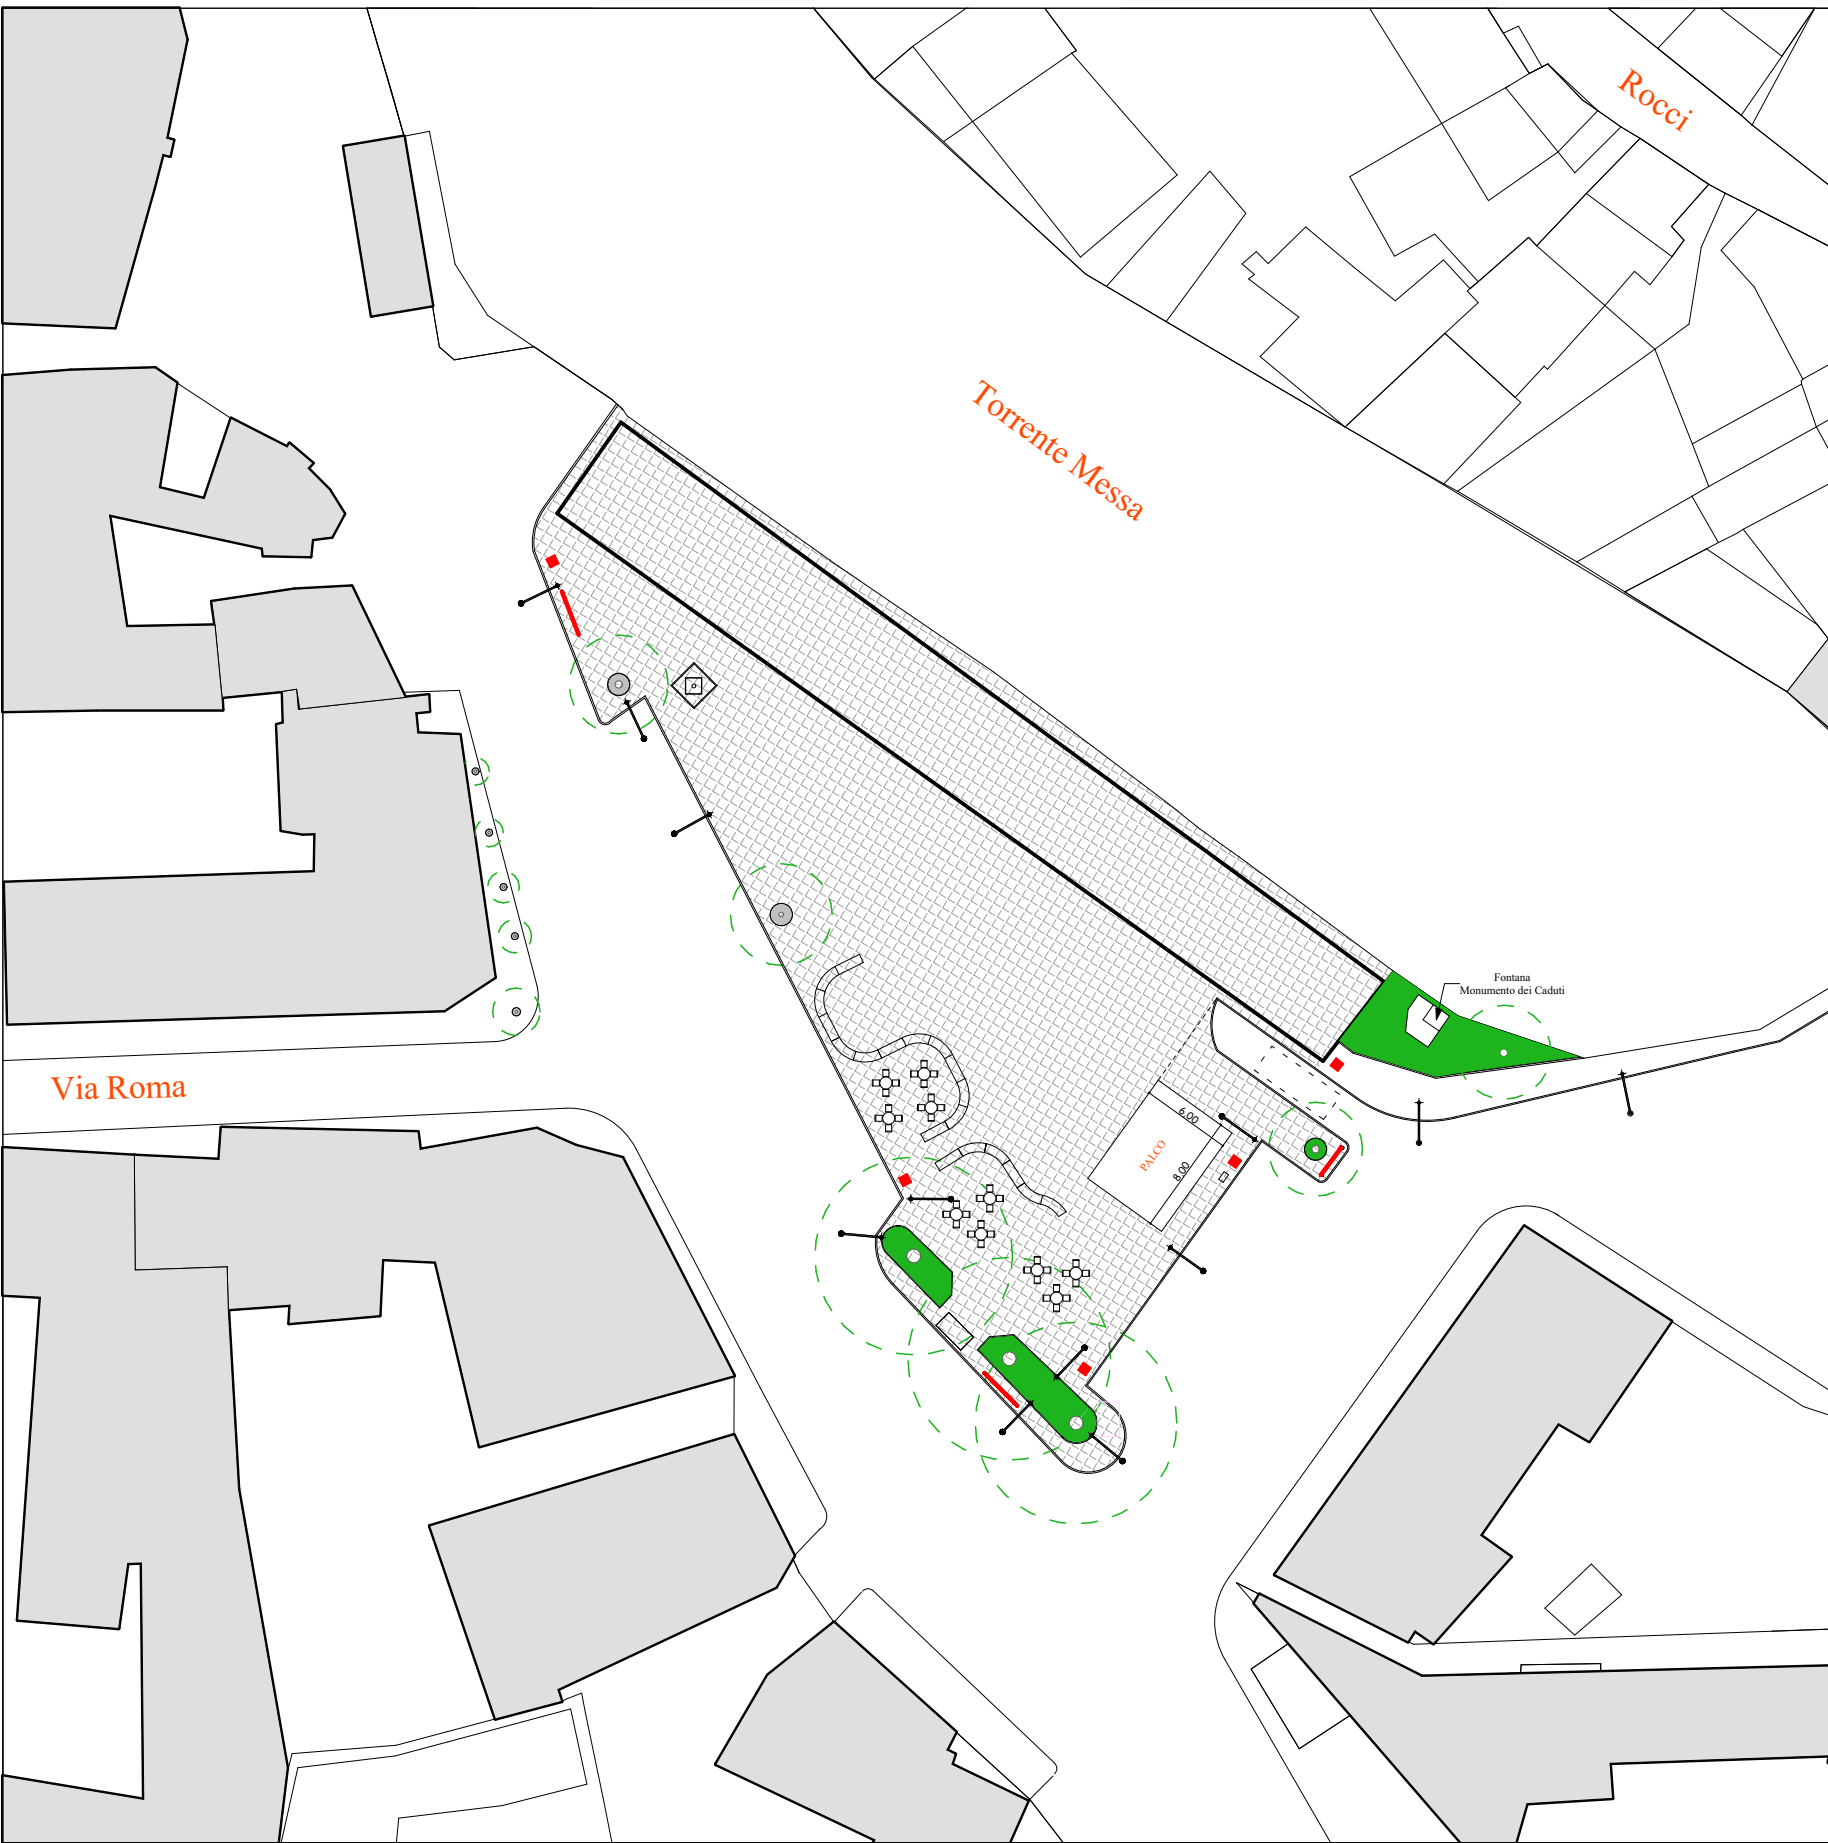 Rocci
Torrente Messa
Fontana
Monumento dei Caduti
Via Roma
6.00
PALCO
8.00